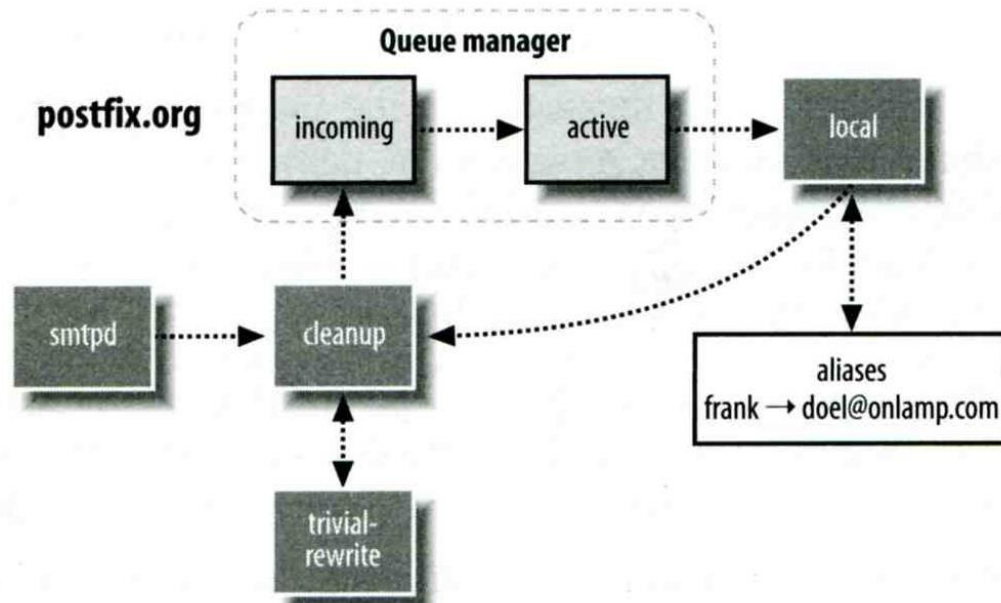 Queue manager
postfix.org
incoming
active
local
smtpd
cleanup
aliases
frank → doel@onlamp.com
trivial-
rewrite